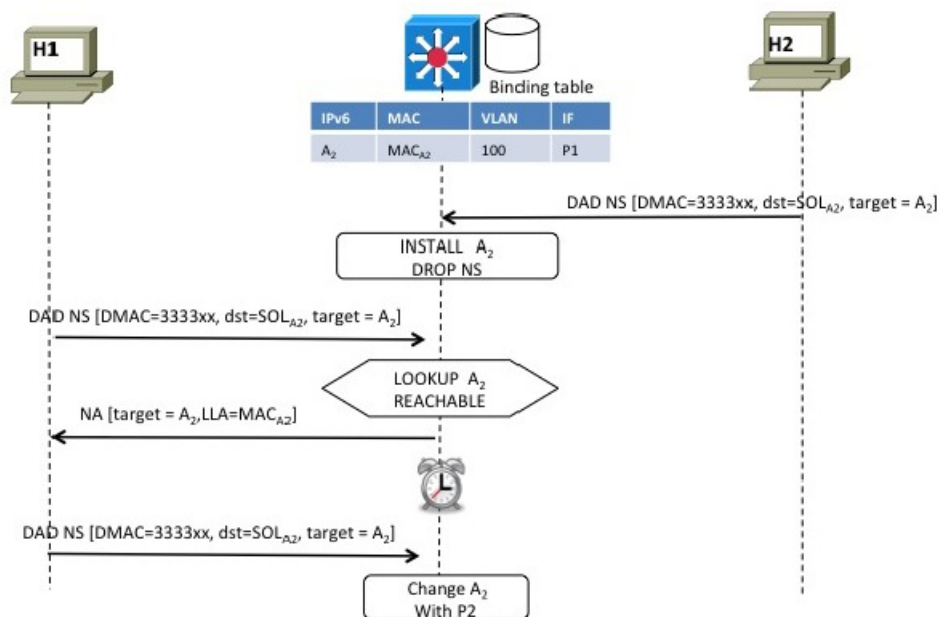 H1
H2
Binding table
IPv6 MAC VLAN IF
A2 MACA2 100 P1
DAD NS [DMAC=3333xx, dst=SOLA2, target = A2]
INSTALL A2
DROP NS
DAD NS [DMAC=3333xx, dst=SOLA2, target = A2]
LOOKUP A2
REACHABLE
NA [target = A2,LLA=MACA2]
DAD NS [DMAC=3333xx, dst=SOLA2, target = A2]
Change A2
With P2